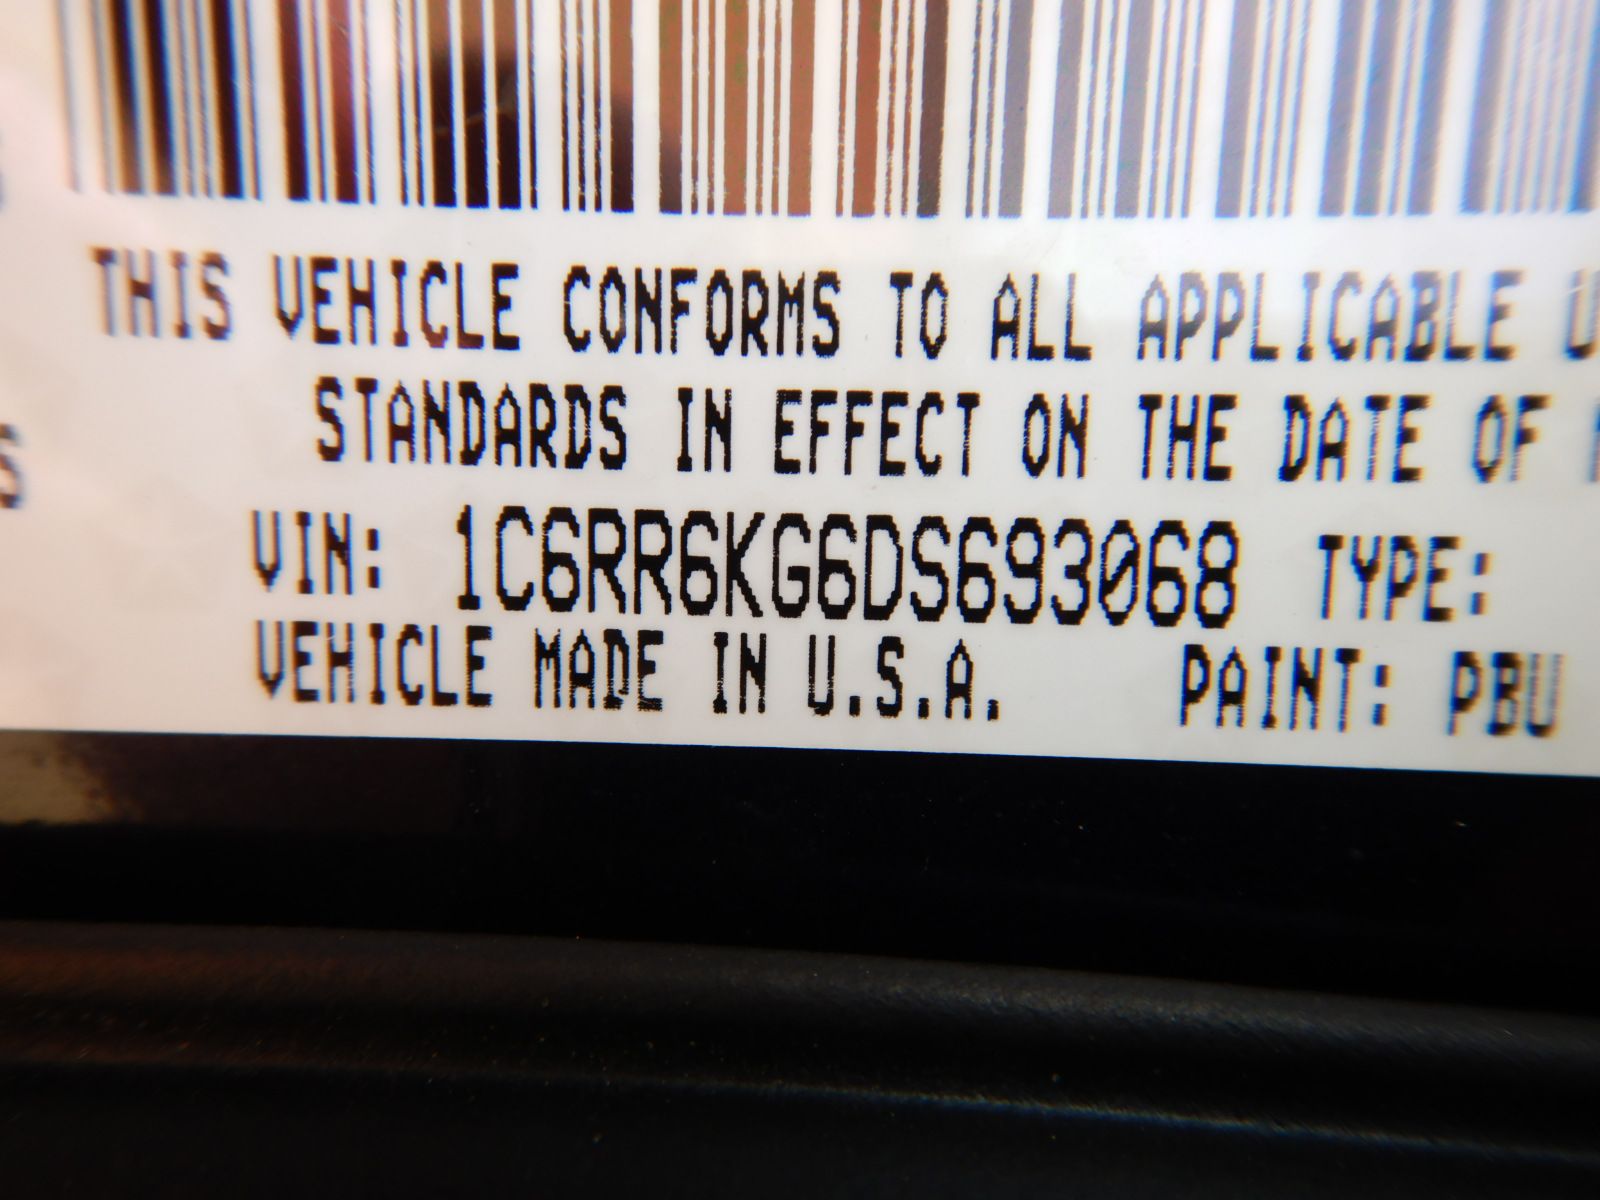 THIS VEHICLE CONFORMS TO ALL APPLICABLE
STANDARDS IN EFFECT ON THE DATE OF
S
VIN: 1C6RR6KG6DS693068 TYPE:
VEHICLE MADE IN U.S.A. PAINT: PBU